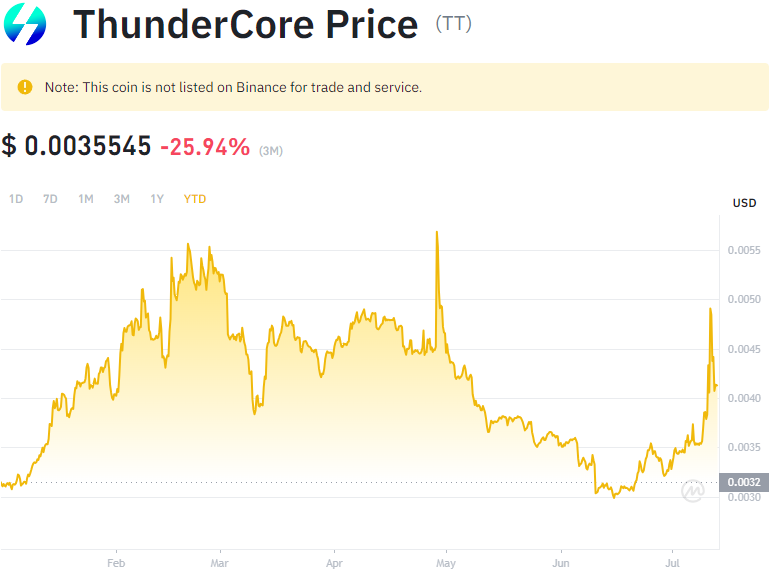 ThunderCore Price (TT)
Note: This coin is not listed on Binance for trade and service.
$ 0.0035545 -25.94% (3M)
1D 7D 1M 3M 1Y YTD
USD
0.0055
0.0050
0.0045
0.0040
0.0035
0.0032
0.0030
Feb Mar Apr May Jun Jul